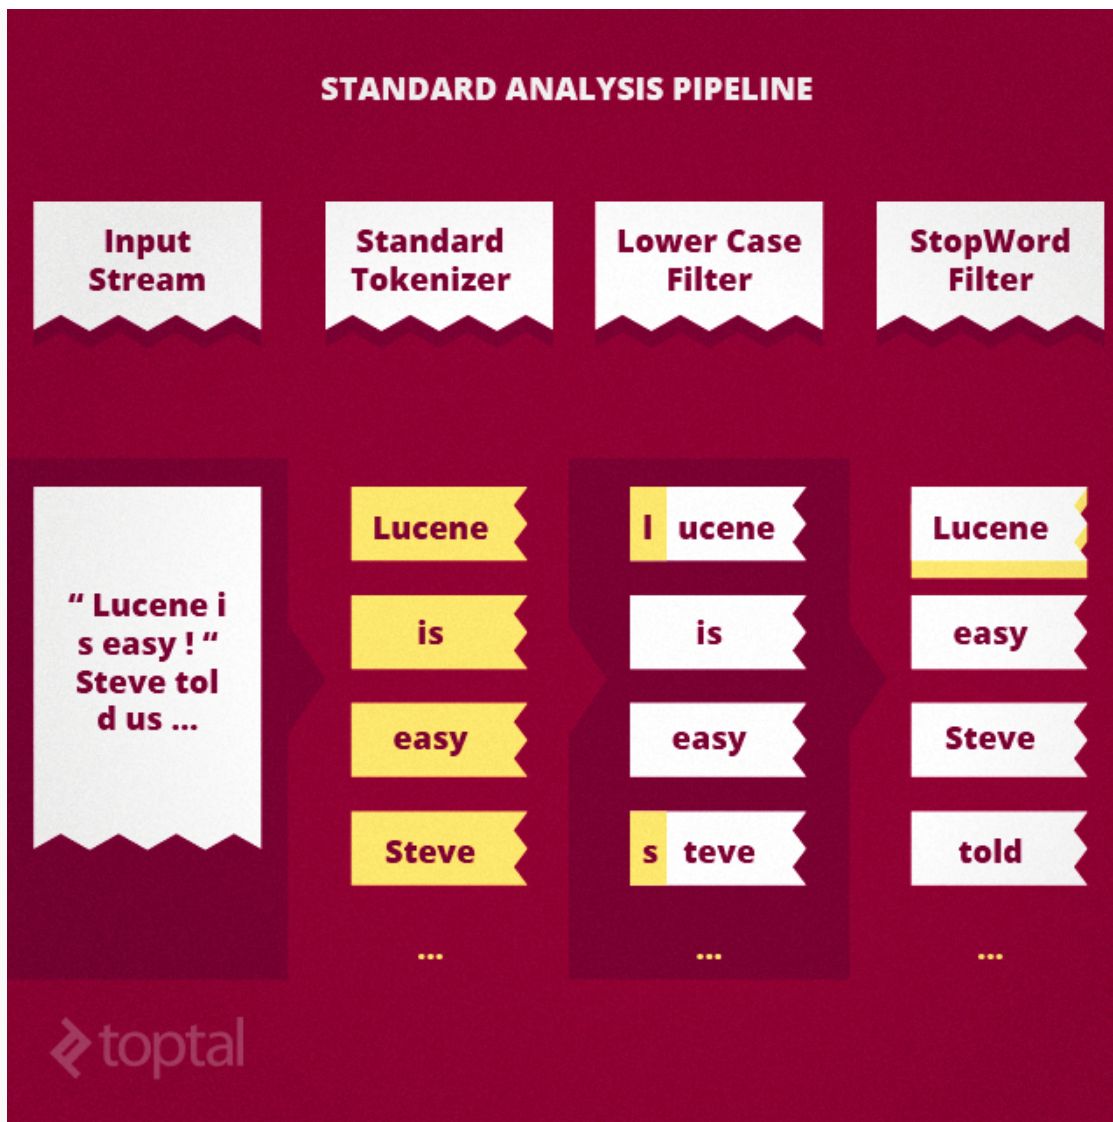 STANDARD ANALYSIS PIPELINE
Input
Stream
Standard
Tokenizer
Lower Case
Filter
StopWord
Filter
“ Lucene i
s easy ! “
Steve tol
d us ...
Lucene
is
easy
Steve
...
l ucene
is
easy
s teve
...
Lucene
easy
Steve
told
...
toptal